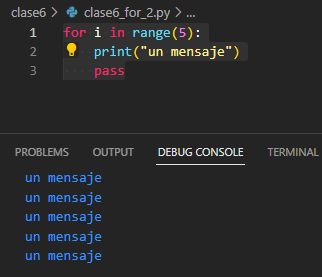 clase6 > clase6_for_2.py > ...
1 for i in range(5):
2 print("un mensaje")
3 pass
PROBLEMS OUTPUT DEBUG CONSOLE TERMINAL
un mensaje
un mensaje
un mensaje
un mensaje
un mensaje